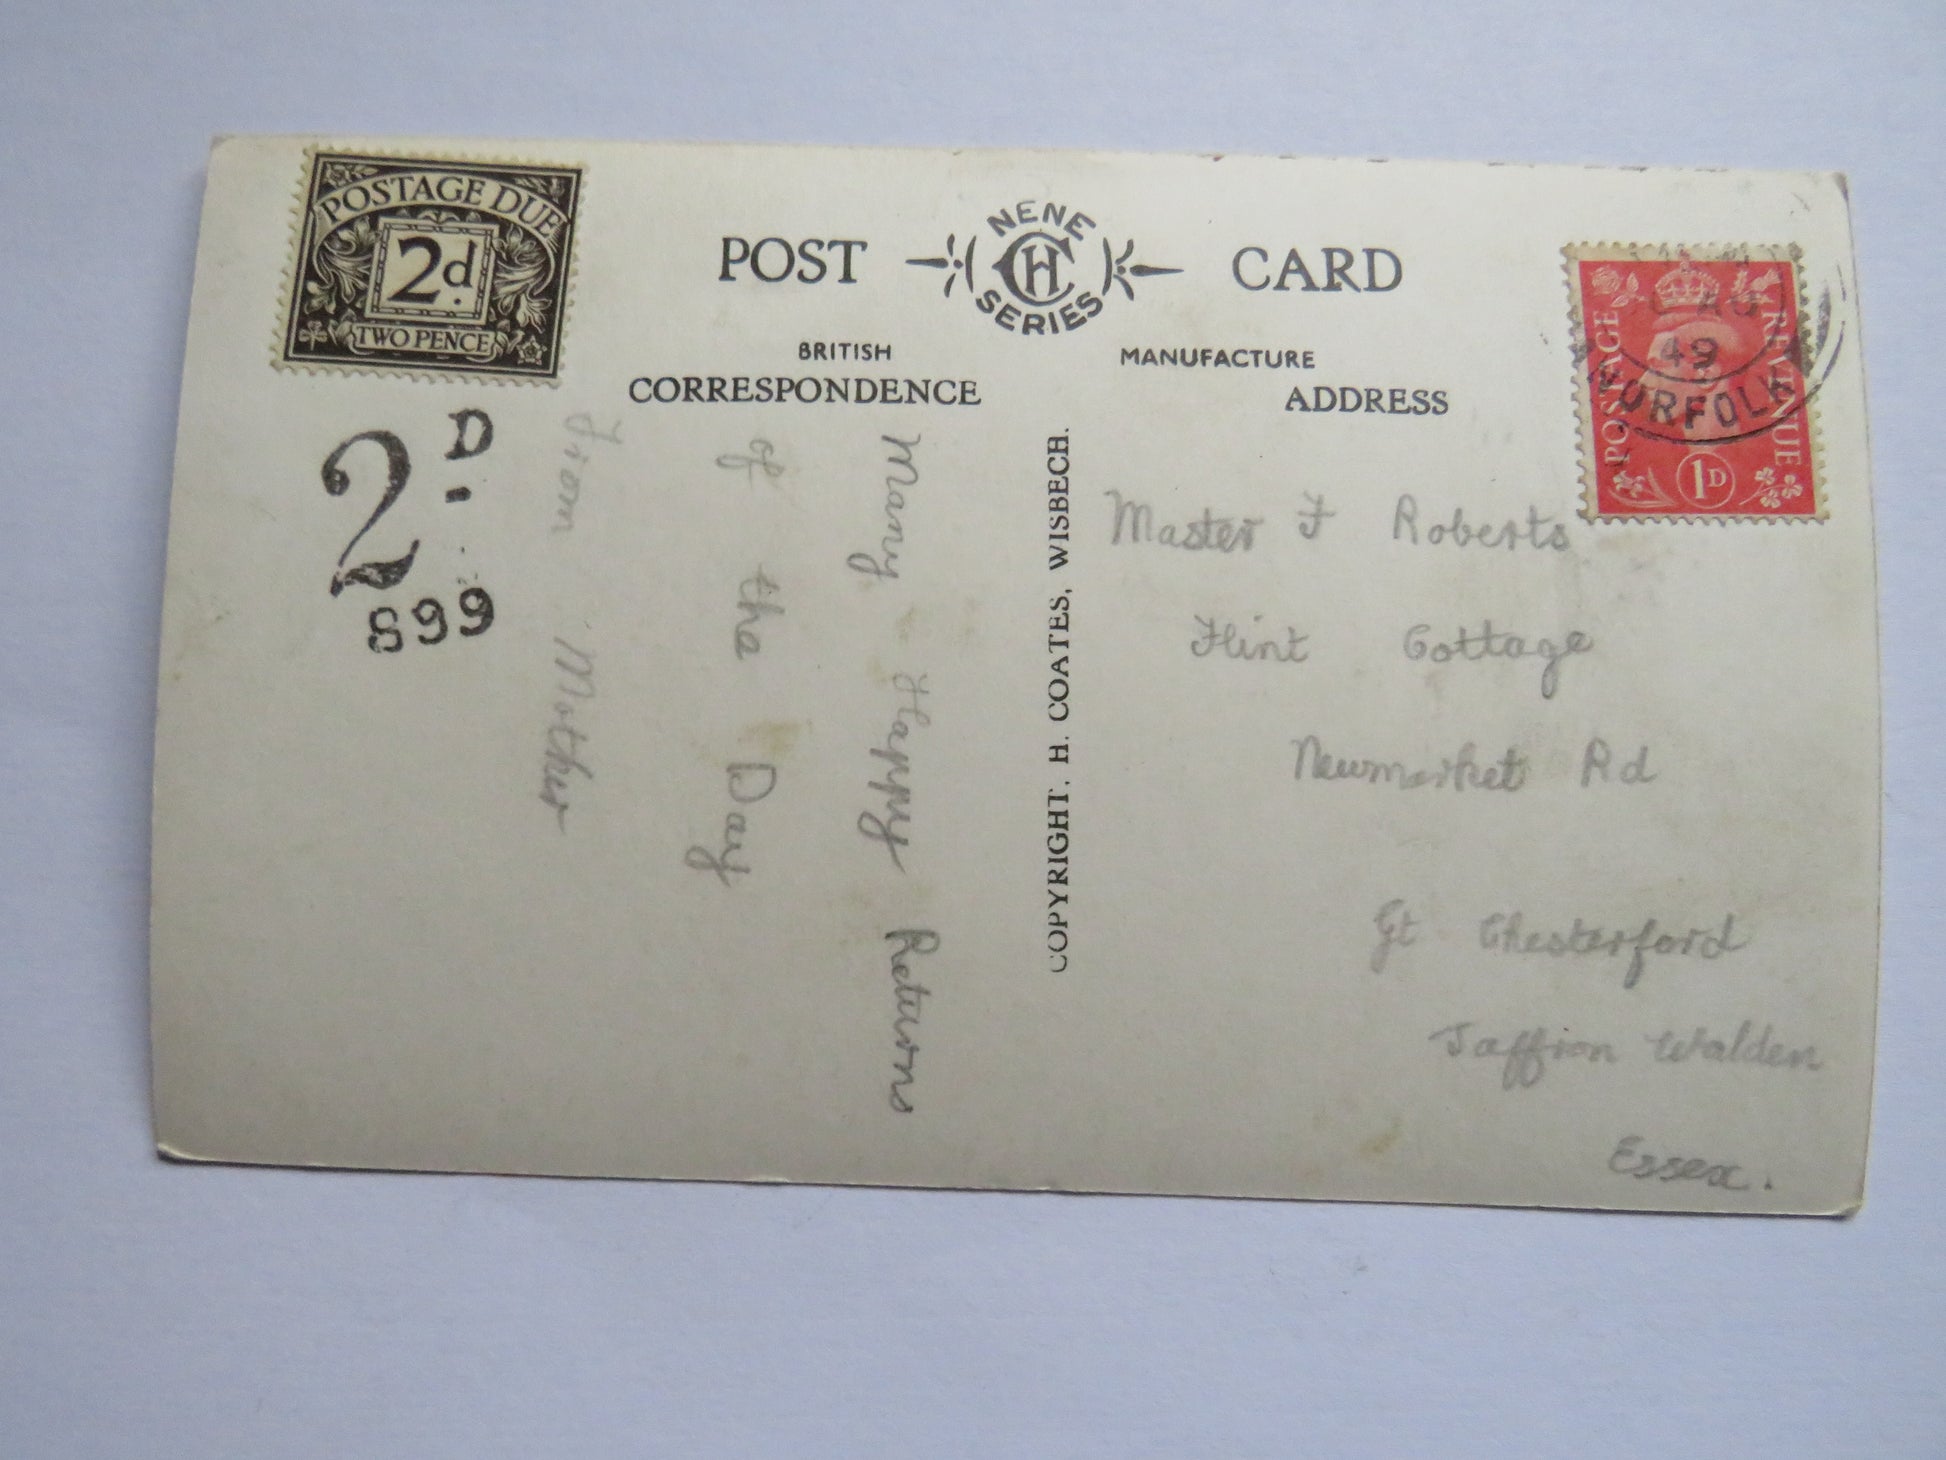 POSTAGE DUE
2d.
TWO PENCE
POST CARD
NENE
CH
SERIES
BRITISH MANUFACTURE
CORRESPONDENCE
ADDRESS
POSTAGE
REVENUE
1D
49
NORFOLK
2D.
899
Many Happy Returns
of the Day
From Mother
COPYRIGHT. H. COATES, WISBECH.
Master F Roberts
Flint Cottage
Newmarket Rd
Gt Chesterford
Saffron Walden
Essex.